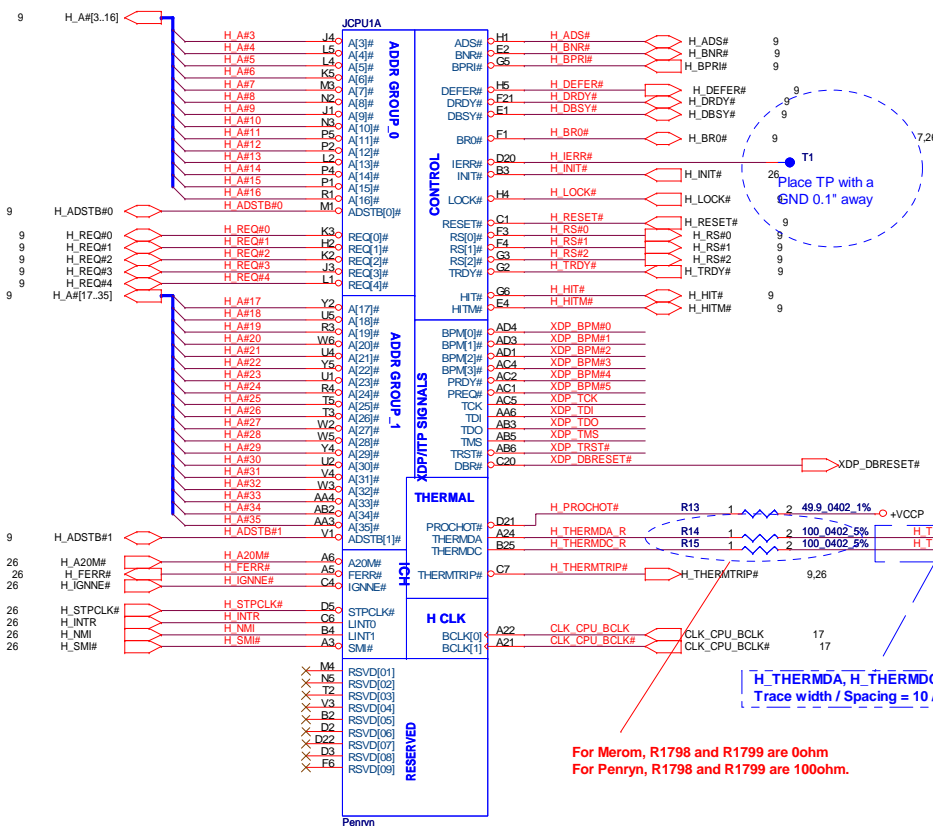 JCPU1A
9 H_A#[3..16]
H_A#3 J4 A[3]#
H_A#4 L5 A[4]#
H_A#5 L4 A[5]#
H_A#6 K5 A[6]#
H_A#7 M3 A[7]#
H_A#8 N2 A[8]#
H_A#9 J1 A[9]#
H_A#10 N3 A[10]#
H_A#11 P5 A[11]#
H_A#12 P2 A[12]#
H_A#13 L2 A[13]#
H_A#14 P4 A[14]#
H_A#15 P1 A[15]#
H_A#16 R1 A[16]#
9 H_ADSTB#0 H_ADSTB#0 M1 ADSTB[0]#
9 H_REQ#0 H_REQ#0 K3 REQ[0]#
9 H_REQ#1 H_REQ#1 H2 REQ[1]#
9 H_REQ#2 H_REQ#2 K2 REQ[2]#
9 H_REQ#3 H_REQ#3 J3 REQ[3]#
9 H_REQ#4 H_REQ#4 L1 REQ[4]#
ADDR GROUP_0
9 H_A#[17..35]
H_A#17 Y2 A[17]#
H_A#18 U5 A[18]#
H_A#19 R3 A[19]#
H_A#20 W6 A[20]#
H_A#21 U4 A[21]#
H_A#22 Y5 A[22]#
H_A#23 U1 A[23]#
H_A#24 R4 A[24]#
H_A#25 T5 A[25]#
H_A#26 T3 A[26]#
H_A#27 W2 A[27]#
H_A#28 W5 A[28]#
H_A#29 Y4 A[29]#
H_A#30 U2 A[30]#
H_A#31 V4 A[31]#
H_A#32 W3 A[32]#
H_A#33 AA4 A[33]#
H_A#34 AB2 A[34]#
H_A#35 AA3 A[35]#
9 H_ADSTB#1 H_ADSTB#1 V1 ADSTB[1]#
ADDR GROUP_1
26 H_A20M# H_A20M# A6 A20M#
26 H_FERR# H_FERR# A5 FERR#
26 H_IGNNE# H_IGNNE# C4 IGNNE#
26 H_STPCLK# H_STPCLK# D5 STPCLK#
26 H_INTR H_INTR C6 LINT0
26 H_NMI H_NMI B4 LINT1
26 H_SMI# H_SMI# A3 SMI#
ICH
M4 RSVD[01]
N5 RSVD[02]
T2 RSVD[03]
V3 RSVD[04]
B2 RSVD[05]
D2 RSVD[06]
D22 RSVD[07]
D3 RSVD[08]
F6 RSVD[09]
RESERVED
Penryn
CONTROL
ADS# H1 H_ADS# H_ADS# 9
BNR# E2 H_BNR# H_BNR# 9
BPRI# G5 H_BPRI# H_BPRI# 9
DEFER# H5 H_DEFER# H_DEFER# 9
DRDY# F21 H_DRDY# H_DRDY# 9
DBSY# E1 H_DBSY# H_DBSY# 9
BR0# F1 H_BR0# H_BR0# 9
IERR# D20 H_IERR# T1
INIT# B3 H_INIT# H_INIT# 26
LOCK# H4 H_LOCK# H_LOCK# 9
RESET# C1 H_RESET# H_RESET# 9
RS[0]# F3 H_RS#0 H_RS#0 9
RS[1]# F4 H_RS#1 H_RS#1 9
RS[2]# G3 H_RS#2 H_RS#2 9
TRDY# G2 H_TRDY# H_TRDY# 9
HIT# G6 H_HIT# H_HIT# 9
HITM# E4 H_HITM# H_HITM# 9
Place TP with a
GND 0.1" away
7,26
XDP/ITP SIGNALS
BPM[0]# AD4 XDP_BPM#0
BPM[1]# AD3 XDP_BPM#1
BPM[2]# AD1 XDP_BPM#2
BPM[3]# AC4 XDP_BPM#3
PRDY# AC2 XDP_BPM#4
PREQ# AC1 XDP_BPM#5
TCK AC5 XDP_TCK
TDI AA6 XDP_TDI
TDO AB3 XDP_TDO
TMS AB5 XDP_TMS
TRST# AB6 XDP_TRST#
DBR# C20 XDP_DBRESET# XDP_DBRESET#
THERMAL
PROCHOT# D21 H_PROCHOT# R13 1 2 49.9_0402_1% +VCCP
THERMDA A24 H_THERMDA_R R14 1 2 100_0402_5% H_T
THERMDC B25 H_THERMDC_R R15 1 2 100_0402_5% H_T
THERMTRIP# C7 H_THERMTRIP# H_THERMTRIP# 9,26
H CLK
BCLK[0] A22 CLK_CPU_BCLK CLK_CPU_BCLK 17
BCLK[1] A21 CLK_CPU_BCLK# CLK_CPU_BCLK# 17
H_THERMDA, H_THERMDC
Trace width / Spacing = 10 /
For Merom, R1798 and R1799 are 0ohm
For Penryn, R1798 and R1799 are 100ohm.